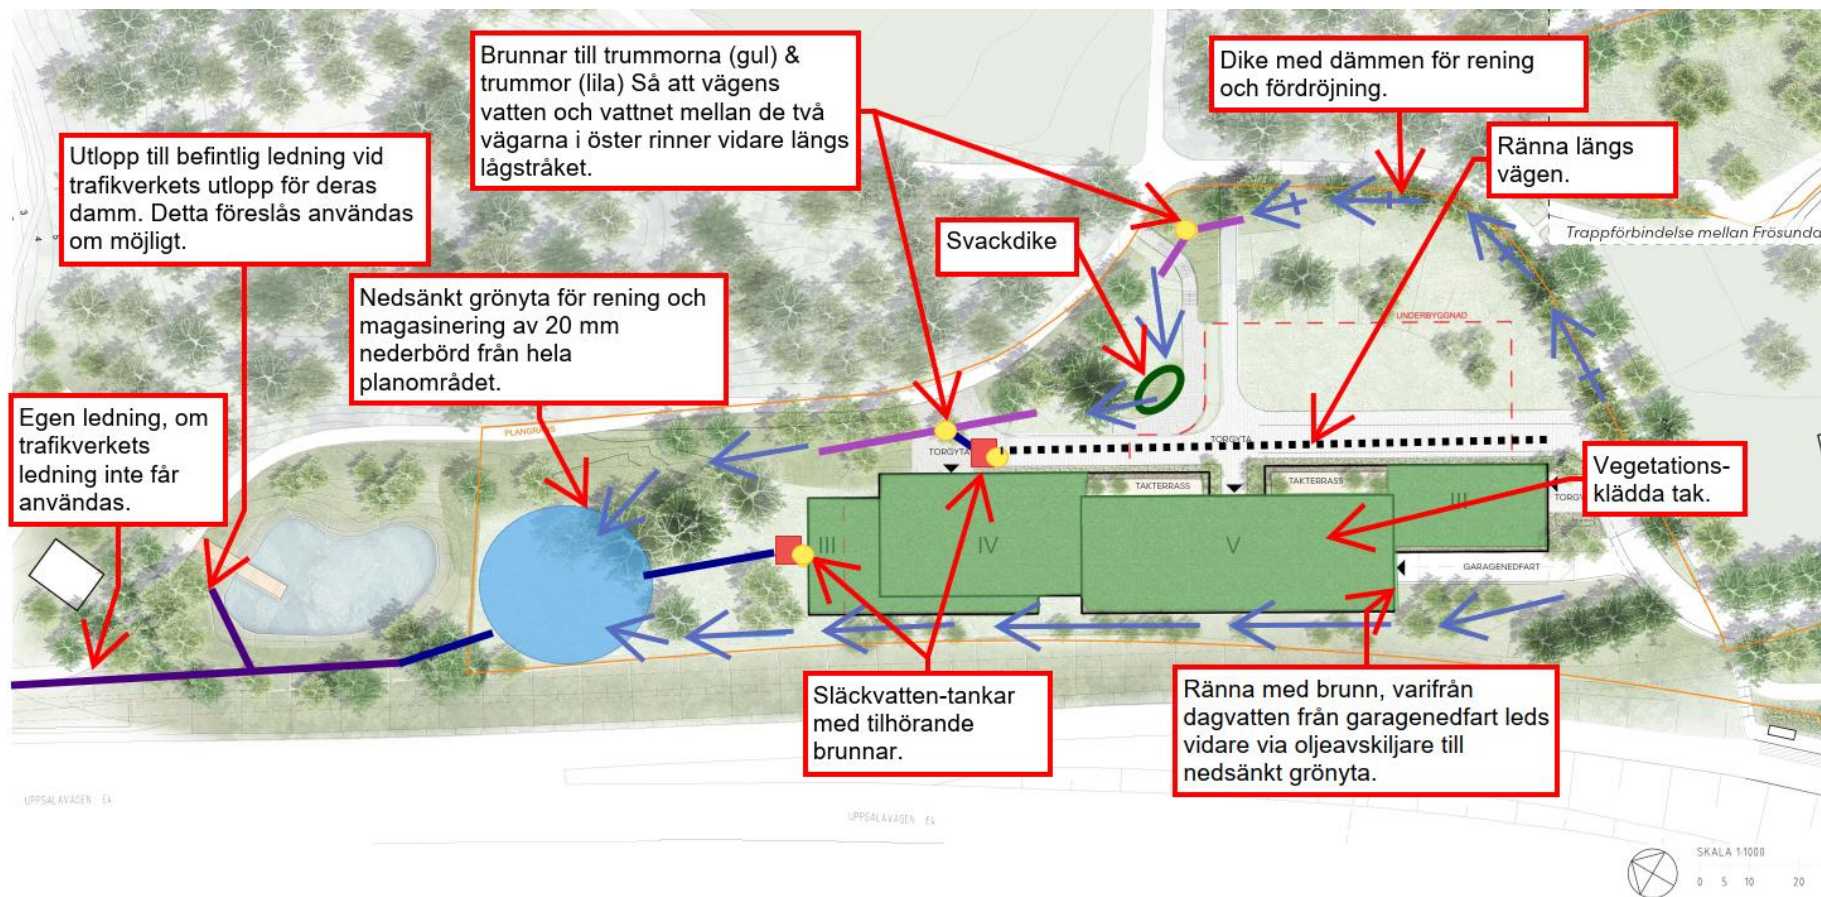 Brunnar till trummorna (gul) &
trummor (lila) Så att vägens
vatten och vattnet mellan de två
vägarna i öster rinner vidare längs
lågstråket.
Dike med dämmen för rening
och fördröjning.
Ränna längs
vägen.
Utlopp till befintlig ledning vid
trafikverkets utlopp för deras
damm. Detta föreslås användas
om möjligt.
Svackdike
Trappförbindelse mellan Frösunda
Nedsänkt grönyta för rening och
magasinering av 20 mm
nederbörd från hela
planområdet.
UNDERBYGGNAD
Egen ledning, om
trafikverkets
ledning inte får
användas.
PLANGRÄNS
TORGYTA
TORGYTA
Vegetations-
klädda tak.
TAKTERRASS
TAKTERRASS
III
TORGY
III
IV
V
GARAGENEDFART
Släckvatten-tankar
med tilhörande
brunnar.
Ränna med brunn, varifrån
dagvatten från garagenedfart leds
vidare via oljeavskiljare till
nedsänkt grönyta.
UPPSALAVÄGEN E4
UPPSALAVÄGEN E4
SKALA 1:1000
0 5 10 20
3
4